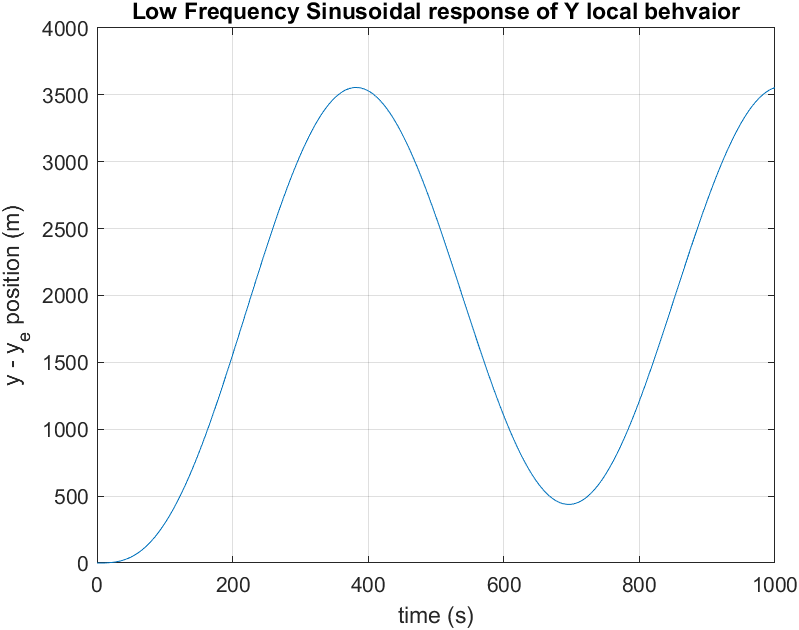 Low Frequency Sinusoidal response of Y local behvaior
4000
3500
3000
2500
2000
1500
1000
500
0
y - y_e position (m)
0 200 400 600 800 1000
time (s)